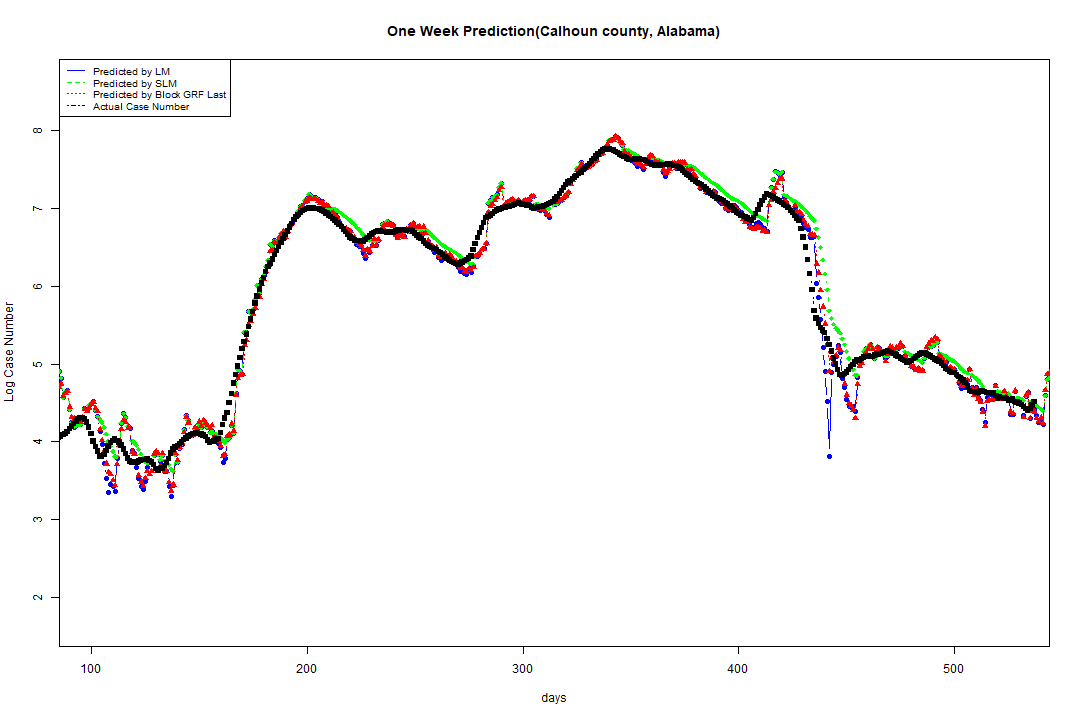 One Week Prediction(Calhoun county, Alabama)
Predicted by LM
Predicted by SLM
Predicted by Block GRF Last
Actual Case Number
8
7
6
5
4
3
2
Log Case Number
100 200 300 400 500
days